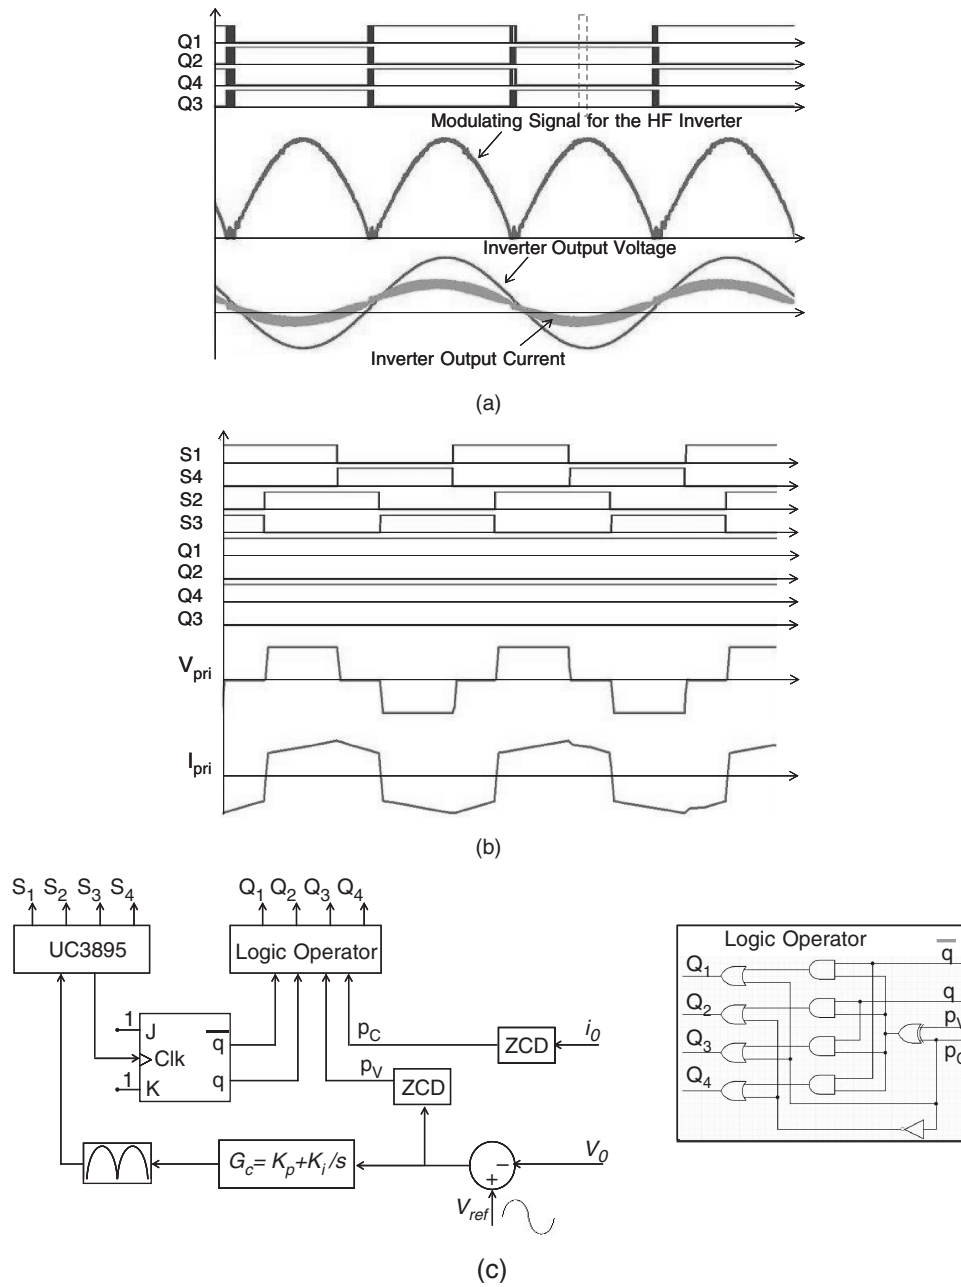 Q1
Q2
Q4
Q3
Modulating Signal for the HF Inverter
Inverter Output Voltage
Inverter Output Current
(a)
S1
S4
S2
S3
Q1
Q2
Q4
Q3
Vpri
Ipri
(b)
S1 S2 S3 S4
Q1 Q2 Q3 Q4
UC3895
Logic Operator
1
J
q
Clk
1
K
q
pC
pV
ZCD
i0
ZCD
Gc= Kp+Ki/s
−
+
V0
Vref
Logic Operator
q
Q1
q
Q2
pV
Q3
pC
Q4
(c)